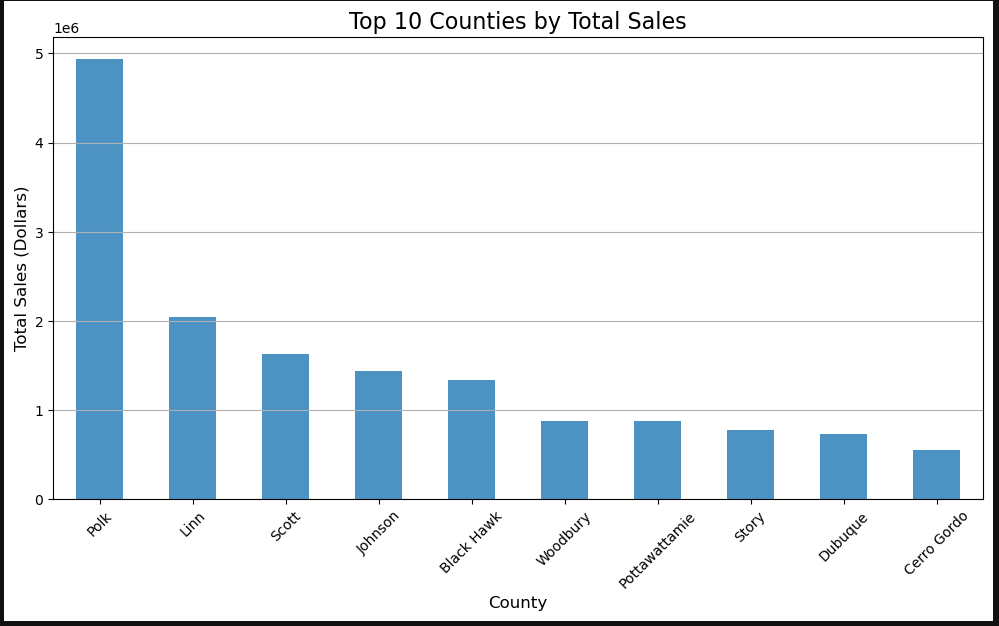 Top 10 Counties by Total Sales
1e6
5
4
3
2
1
0
Total Sales (Dollars)
Polk
Linn
Scott
Johnson
Black Hawk
Woodbury
Pottawattamie
Story
Dubuque
Cerro Gordo
County